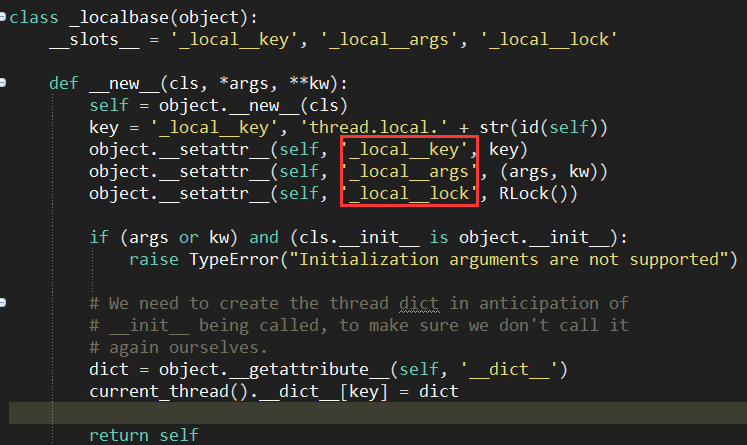 class _localbase(object):
    __slots__ = '_local__key', '_local__args', '_local__lock'

    def __new__(cls, *args, **kw):
        self = object.__new__(cls)
        key = '_local__key', 'thread.local.' + str(id(self))
        object.__setattr__(self, '_local__key', key)
        object.__setattr__(self, '_local__args', (args, kw))
        object.__setattr__(self, '_local__lock', RLock())

        if (args or kw) and (cls.__init__ is object.__init__):
            raise TypeError("Initialization arguments are not supported")

        # We need to create the thread dict in anticipation of
        # __init__ being called, to make sure we don't call it
        # again ourselves.
        dict = object.__getattribute__(self, '__dict__')
        current_thread().__dict__[key] = dict

        return self